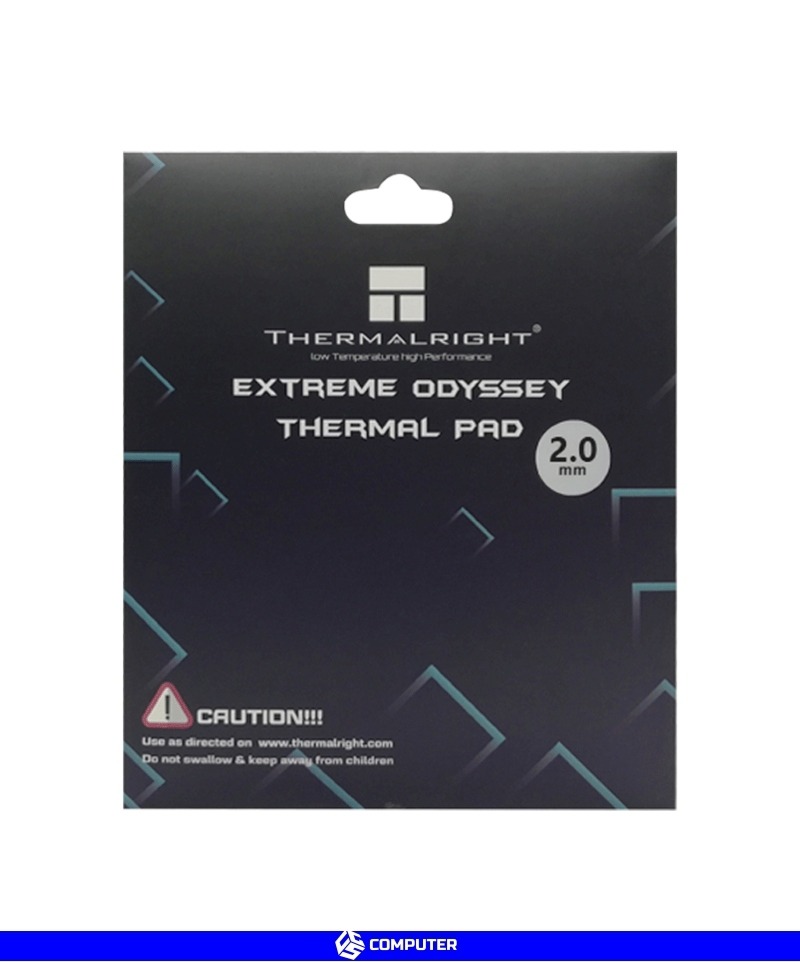 THERMALRIGHT®
low Temperature high Performance
EXTREME ODYSSEY
THERMAL PAD
2.0
mm
CAUTION!!!
Use as directed on www.thermalright.com
Do not swallow & keep away from children
COMPUTER